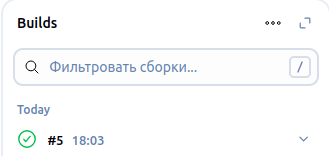 Builds
Фильтровать сборки...
/
Today
#5 18:03